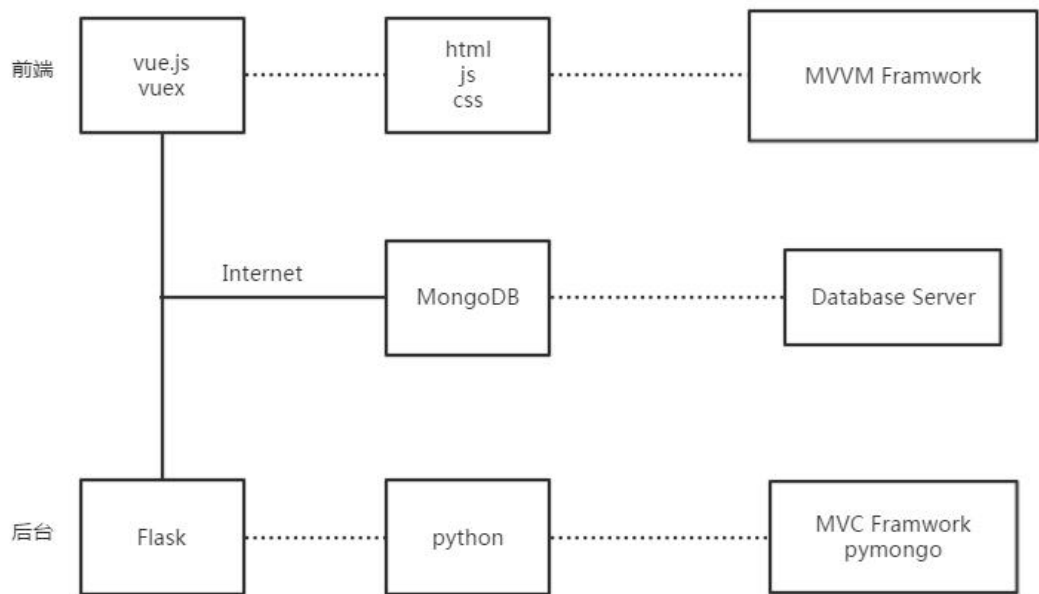 前端
vue.js
vuex
html
js
css
MVVM Framwork
Internet
MongoDB
Database Server
后台
Flask
python
MVC Framwork
pymongo